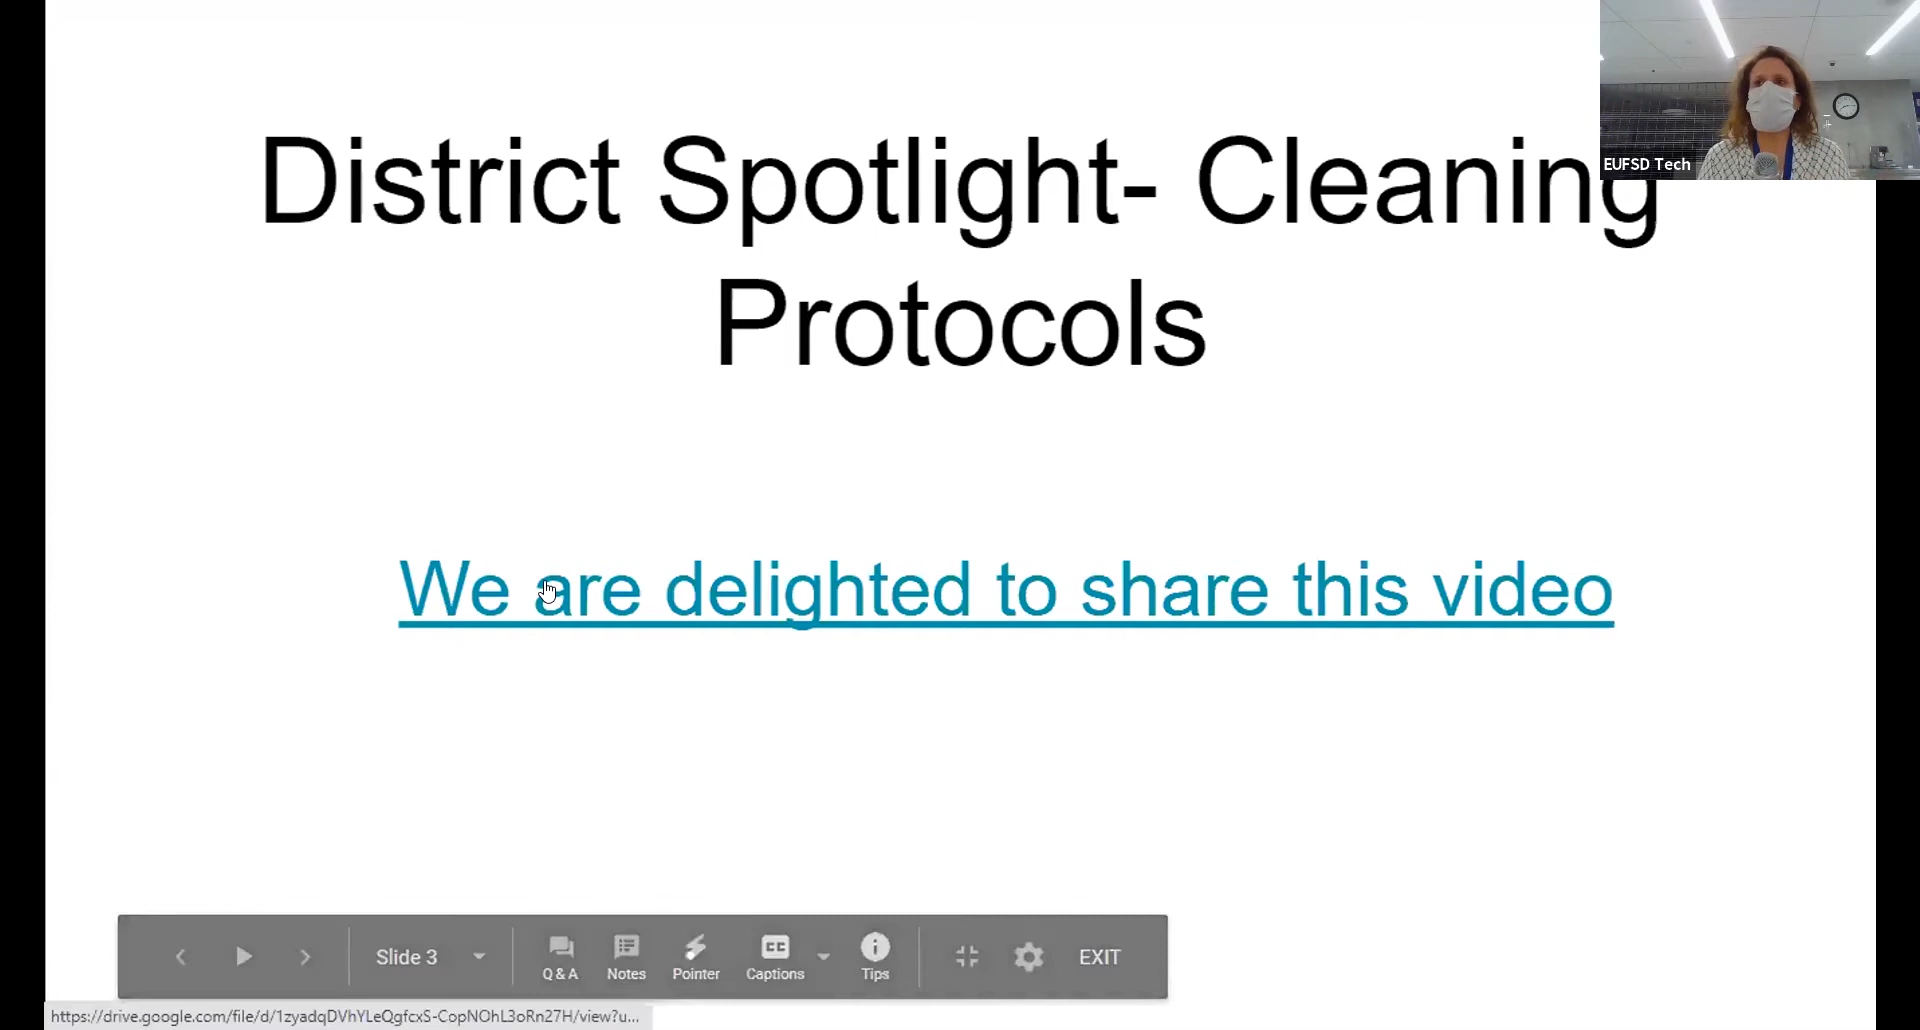 District Spotlight- Cleaning
Protocols
EUFSD Tech
We are delighted to share this video
Slide 3
Q & A
Notes
Pointer
CC
Captions
Tips
EXIT
https://drive.google.com/file/d/1zyadqDVhYLeQgfcxS-CopNOhL3oRn27H/view?u...